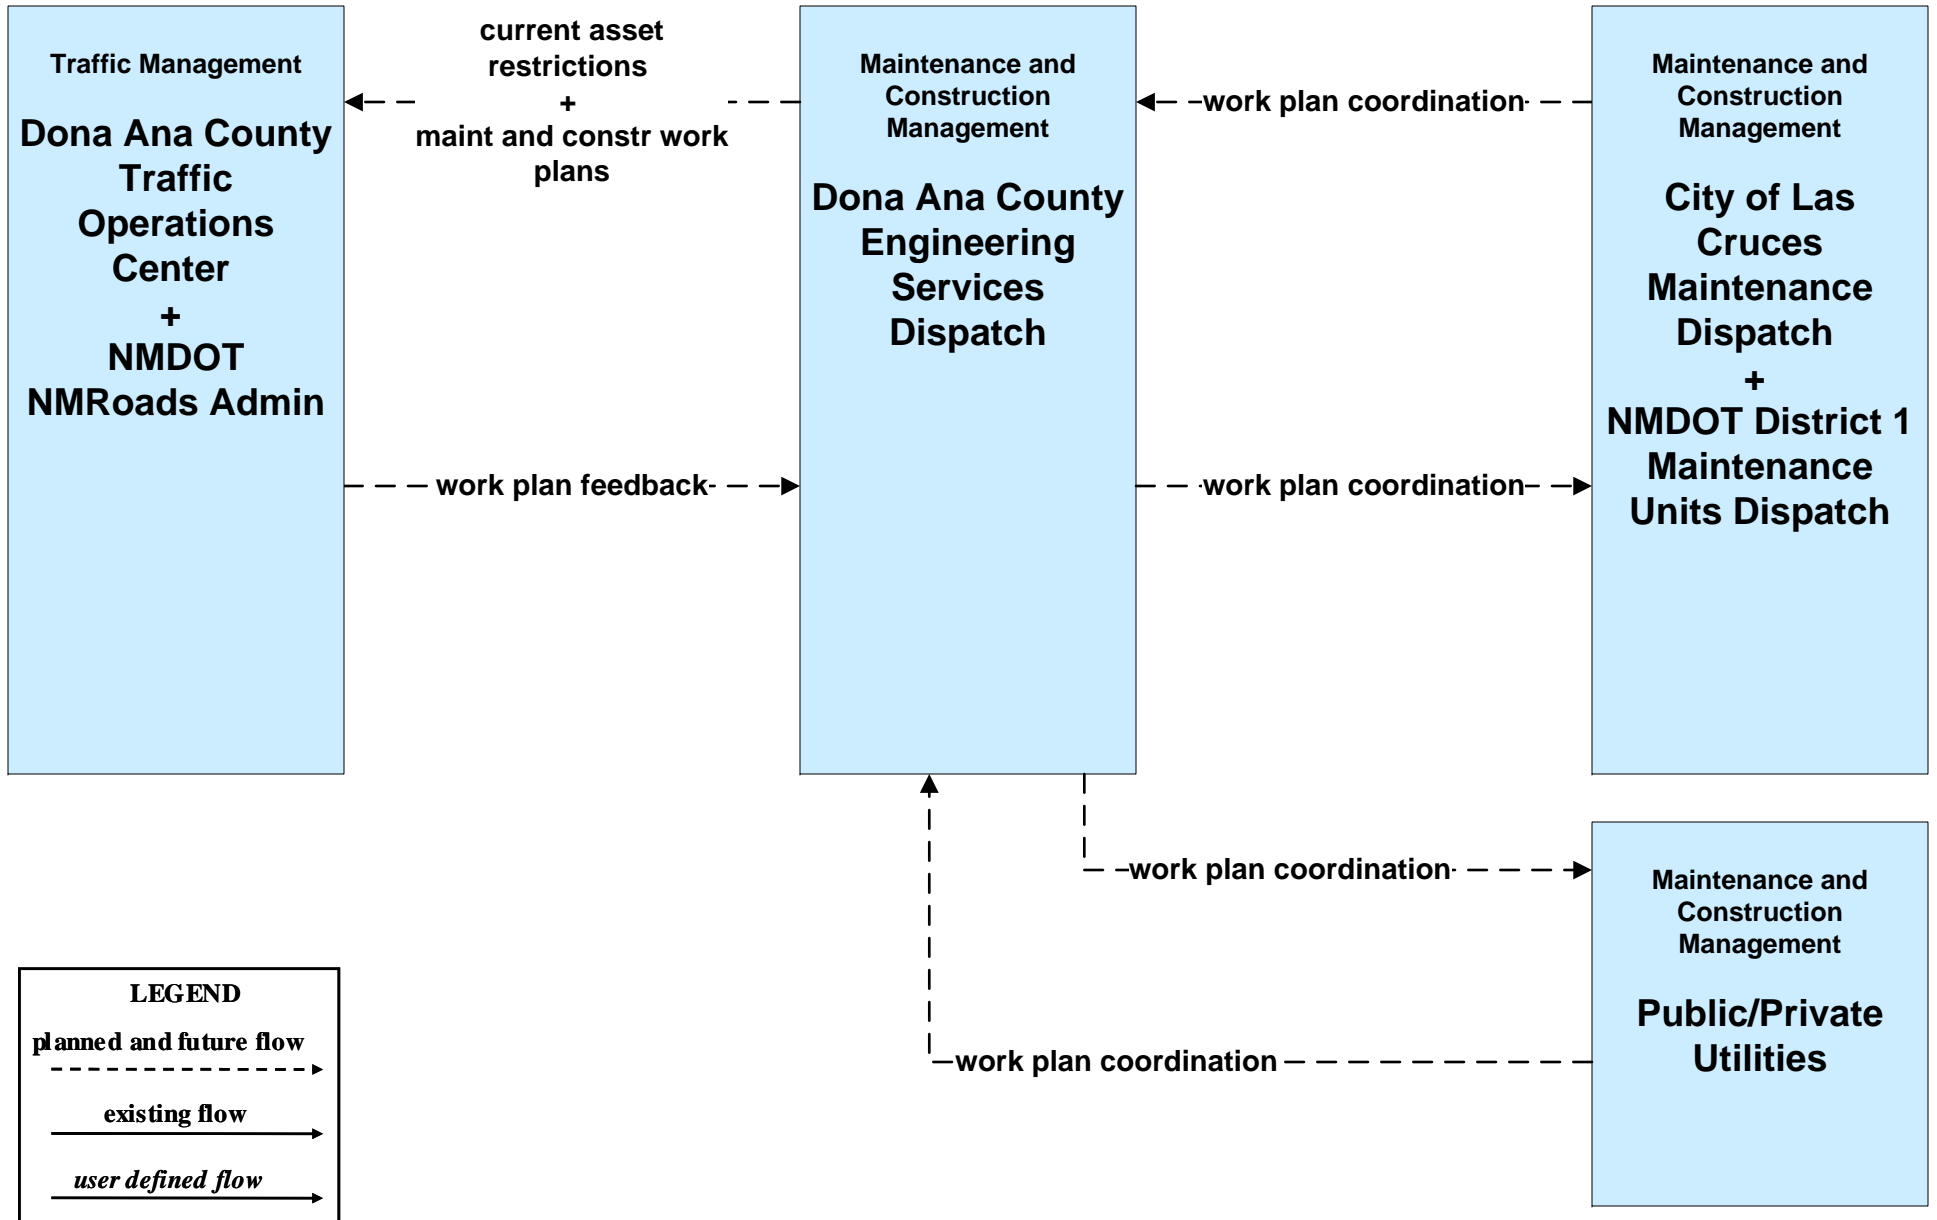 Traffic Management
Dona Ana County
Traffic
Operations
Center
+
NMDOT
NMRoads Admin
current asset
restrictions
+
maint and constr work
plans
work plan feedback
Maintenance and
Construction
Management
Dona Ana County
Engineering
Services
Dispatch
work plan coordination
work plan coordination
Maintenance and
Construction
Management
City of Las
Cruces
Maintenance
Dispatch
+
NMDOT District 1
Maintenance
Units Dispatch
work plan coordination
work plan coordination
Maintenance and
Construction
Management
Public/Private
Utilities
LEGEND
planned and future flow
existing flow
user defined flow